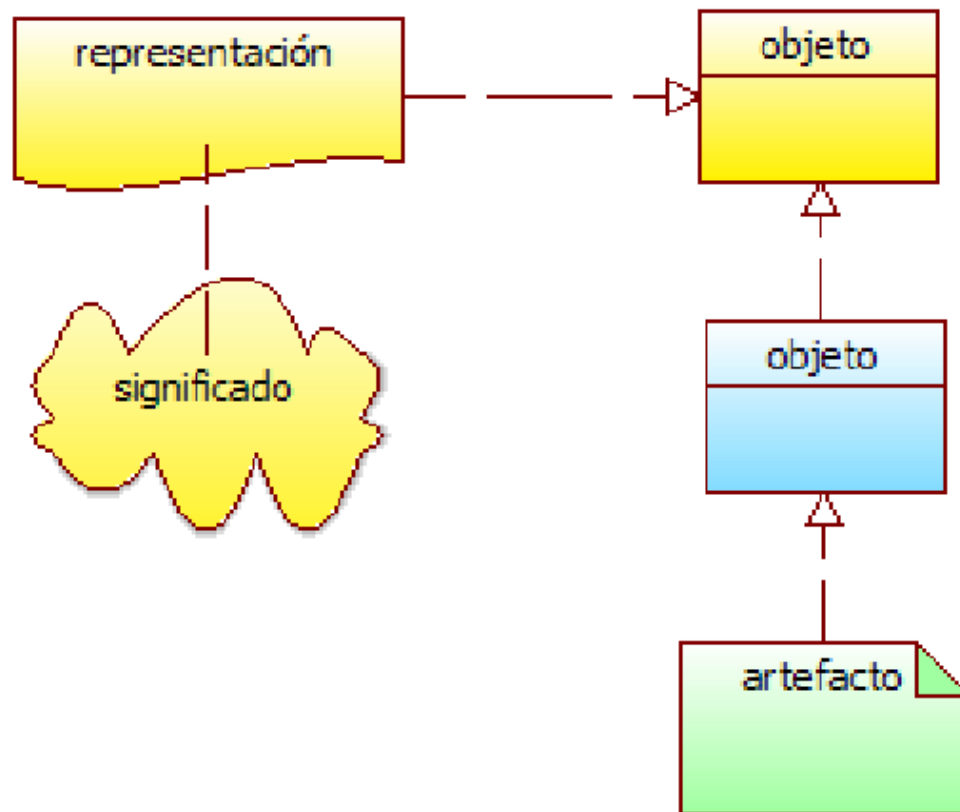 representación
objeto
objeto
significado
artefacto